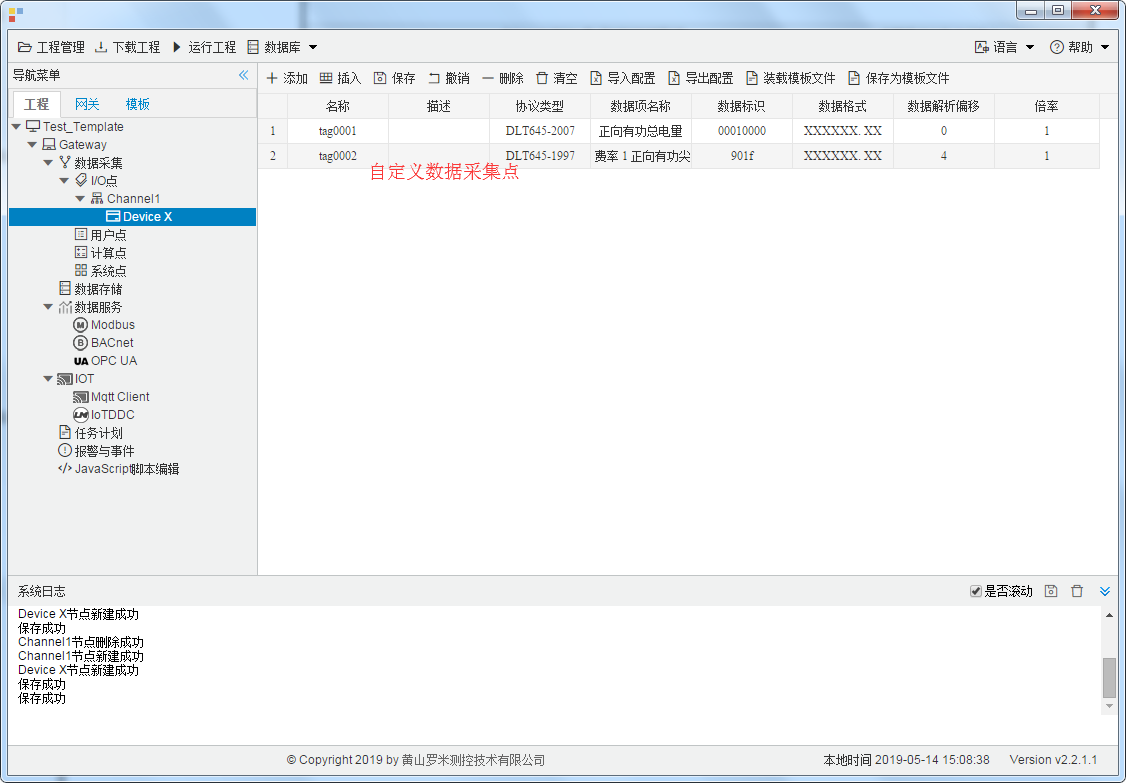 工程管理 下载工程 运行工程 数据库 语言 帮助
导航菜单
添加 插入 保存 撤销 删除 清空 导入配置 导出配置 装载模板文件 保存为模板文件
工程 网关 模板
名称 描述 协议类型 数据项名称 数据标识 数据格式 数据解析偏移 倍率
1 tag0001 DLT645-2007 正向有功总电量 00010000 XXXXXX. XX 0 1
2 tag0002 DLT645-1997 费率 1 正向有功尖 901f XXXXXX. XX 4 1
自定义数据采集点
Test_Template
Gateway
数据采集
I/O点
Channel1
Device X
用户点
计算点
系统点
数据存储
数据服务
M Modbus
B BACnet
UA OPC UA
IOT
Mqtt Client
IoTDDC
任务计划
报警与事件
</> JavaScript脚本编辑
系统日志 是否滚动
Device X节点新建成功
保存成功
Channel1节点删除成功
Channel1节点新建成功
Device X节点新建成功
保存成功
保存成功
© Copyright 2019 by 黄山罗米测控技术有限公司 本地时间 2019-05-14 15:08:38 Version v2.2.1.1